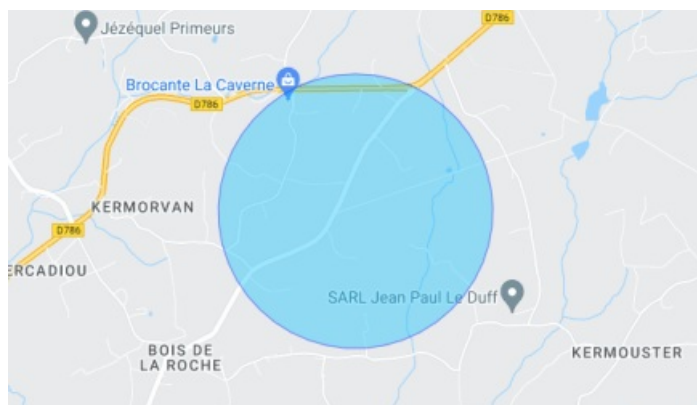 Jézéquel Primeurs
D786
Brocante La Caverne
D786
KERMORVAN
D786
ERCADIOU
SARL Jean Paul Le Duff
BOIS DE
LA ROCHE
KERMOUSTER